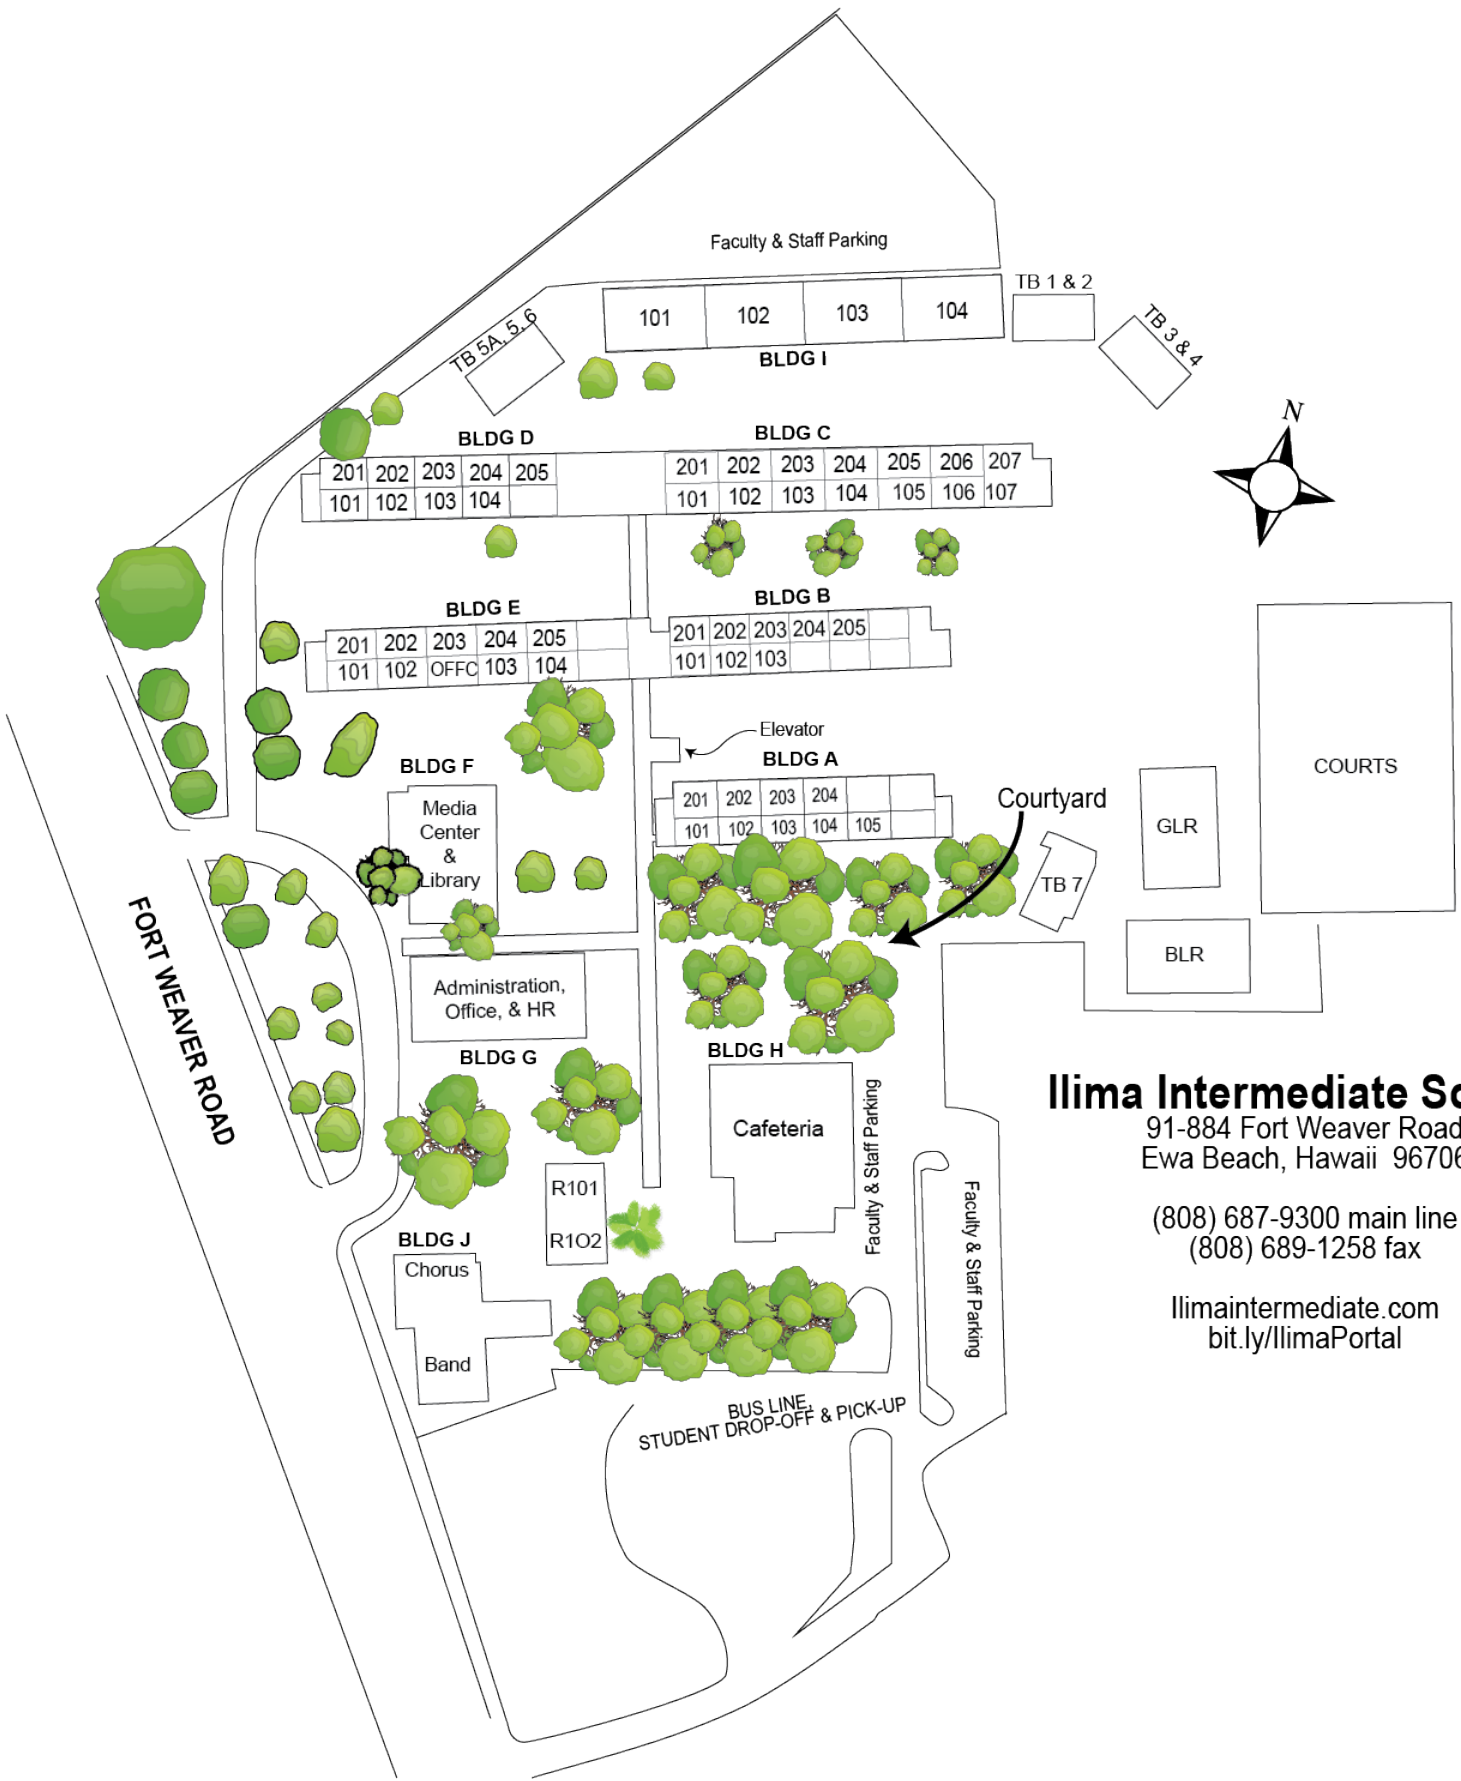 Faculty & Staff Parking
TB 1 & 2
101 102 103 104
TB 3 & 4
TB 5A, 5, 6
BLDG I
N
BLDG D
BLDG C
201 202 203 204 205
101 102 103 104
201 202 203 204 205 206 207
101 102 103 104 105 106 107
BLDG E
BLDG B
201 202 203 204 205
101 102 OFFC 103 104
201 202 203 204 205
101 102 103
Elevator
BLDG F
BLDG A
COURTS
201 202 203 204
101 102 103 104 105
Courtyard
Media
Center
&
Library
GLR
TB 7
BLR
FORT WEAVER ROAD
Administration,
Office, & HR
BLDG G
BLDG H
Cafeteria
Faculty & Staff Parking
Faculty & Staff Parking
Ilima Intermediate Sc
91-884 Fort Weaver Road
Ewa Beach, Hawaii 96706
(808) 687-9300 main line
(808) 689-1258 fax
Ilimaintermediate.com
bit.ly/IlimaPortal
R101
R1O2
BLDG J
Chorus
Band
BUS LINE,
STUDENT DROP-OFF & PICK-UP